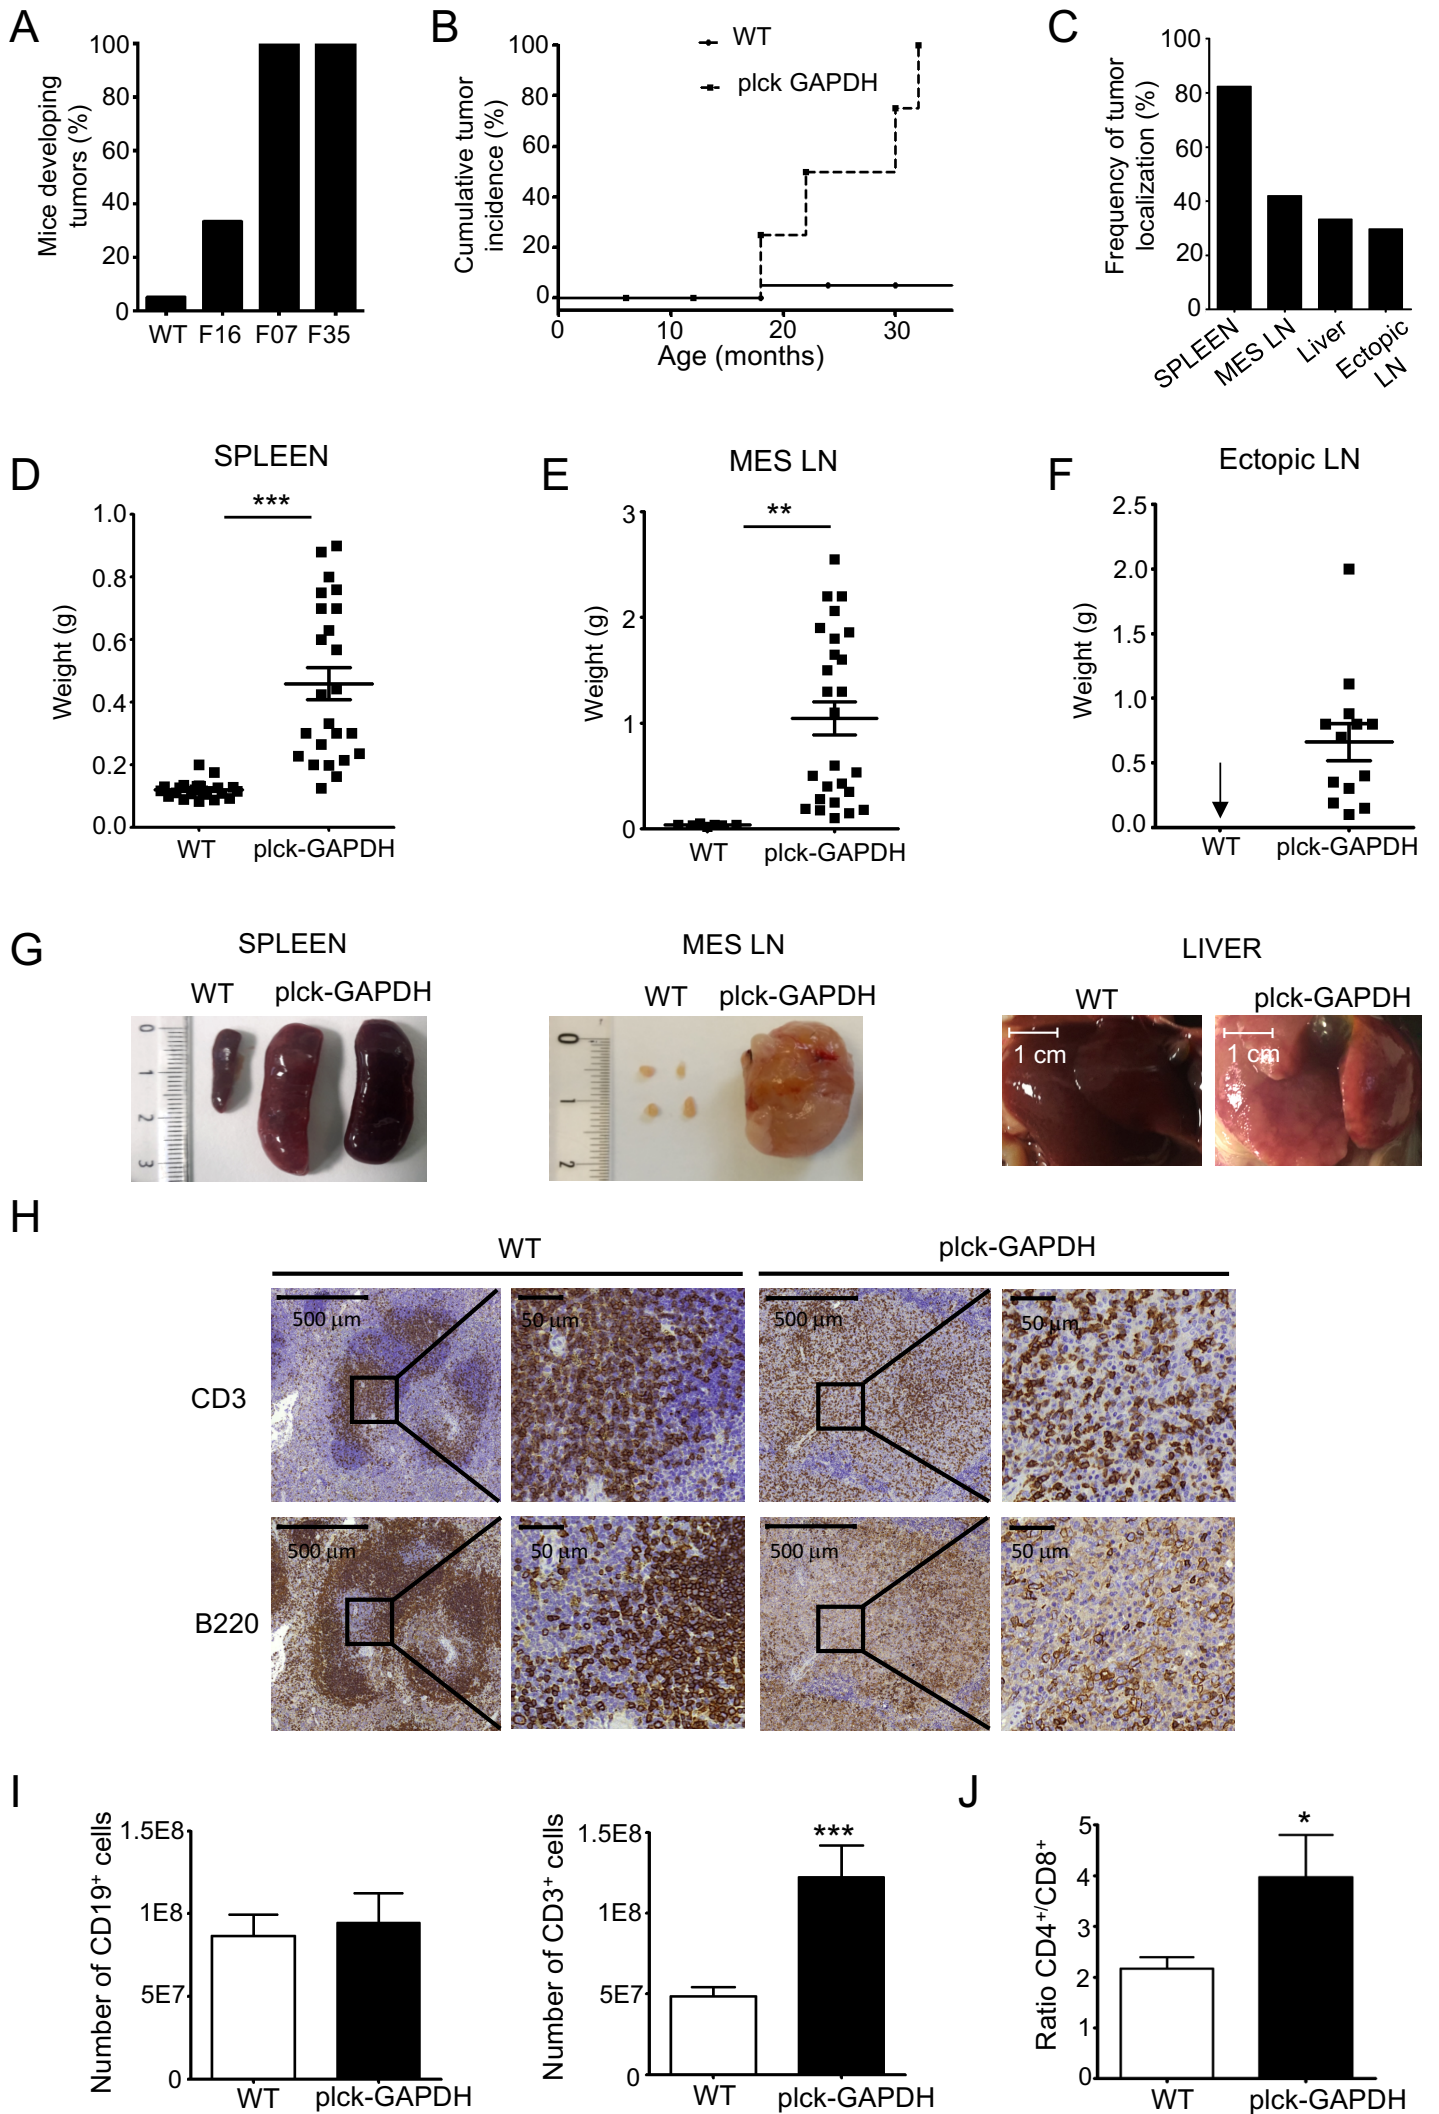 A
Mice developing
tumors (%)
100
80
60
40
20
0
WT F16 F07 F35
B
Cumulative tumor
incidence (%)
100
80
60
40
20
0
WT
plck GAPDH
0 10 20 30
Age (months)
C
Frequency of tumor
localization (%)
100
80
60
40
20
0
SPLEEN
MES LN
Liver
Ectopic
LN
D
SPLEEN
***
Weight (g)
1.0
0.8
0.6
0.4
0.2
0.0
WT plck-GAPDH
E
MES LN
**
Weight (g)
3
2
1
0
WT plck-GAPDH
F
Ectopic LN
Weight (g)
2.5
2.0
1.5
1.0
0.5
0.0
WT plck-GAPDH
G
SPLEEN
WT plck-GAPDH
0
1
2
3
MES LN
WT plck-GAPDH
0
1
2
LIVER
WT plck-GAPDH
1 cm
1 cm
H
WT plck-GAPDH
CD3
500 µm
50 µm
500 µm
50 µm
B220
500 µm
50 µm
500 µm
50 µm
I
Number of CD19⁺ cells
1.5E8
1E8
5E7
0
WT plck-GAPDH
Number of CD3⁺ cells
1.5E8
1E8
5E7
0
***
WT plck-GAPDH
J
Ratio CD4⁺/CD8⁺
5
4
3
2
1
0
*
WT plck-GAPDH